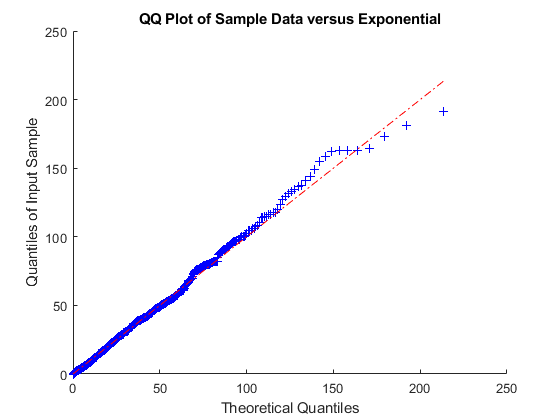 QQ Plot of Sample Data versus Exponential
250
200
150
100
50
0
Quantiles of Input Sample
0 50 100 150 200 250
Theoretical Quantiles